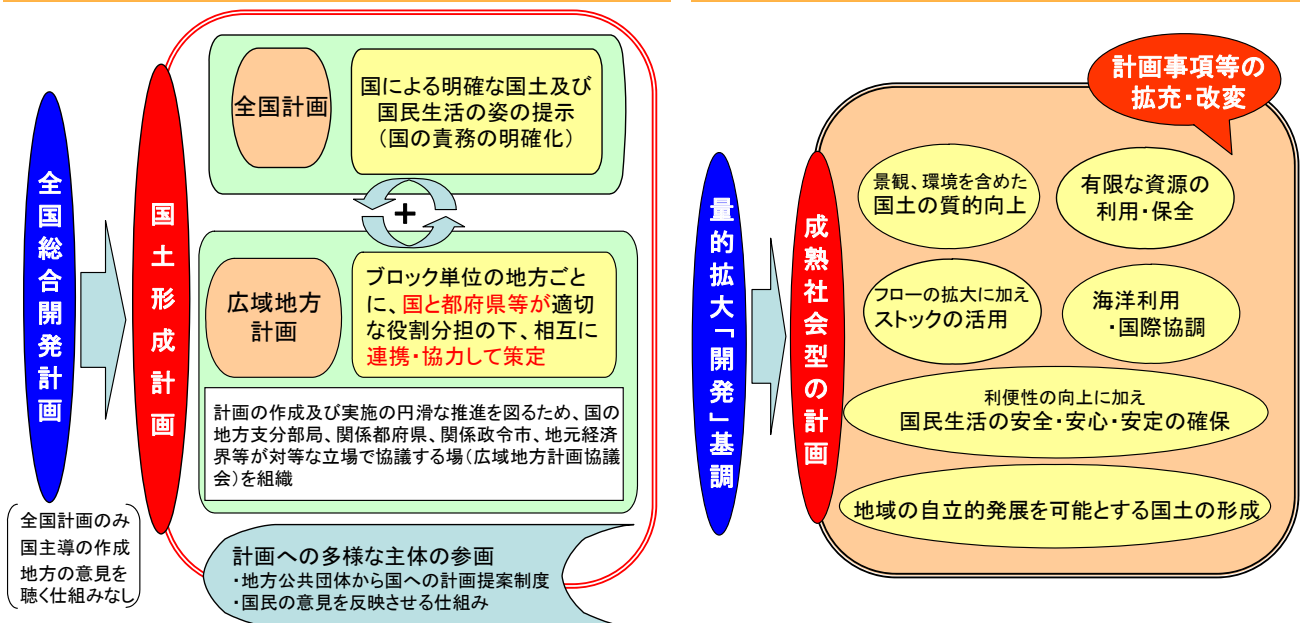 全国総合開発計画
全国計画のみ
国主導の作成
地方の意見を
聴く仕組みなし
国土形成計画
全国計画
国による明確な国土及び
国民生活の姿の提示
(国の責務の明確化)
+
広域地方
計画
ブロック単位の地方ごと
に、国と都府県等が適切
な役割分担の下、相互に
連携・協力して策定
計画の作成及び実施の円滑な推進を図るため、国の
地方支分部局、関係都府県、関係政令市、地元経済
界等が対等な立場で協議する場(広域地方計画協議
会)を組織
計画への多様な主体の参画
・地方公共団体から国への計画提案制度
・国民の意見を反映させる仕組み
量的拡大「開発」基調
成熟社会型の計画
計画事項等の
拡充・改変
景観、環境を含めた
国土の質的向上
有限な資源の
利用・保全
フローの拡大に加え
ストックの活用
海洋利用
・国際協調
利便性の向上に加え
国民生活の安全・安心・安定の確保
地域の自立的発展を可能とする国土の形成